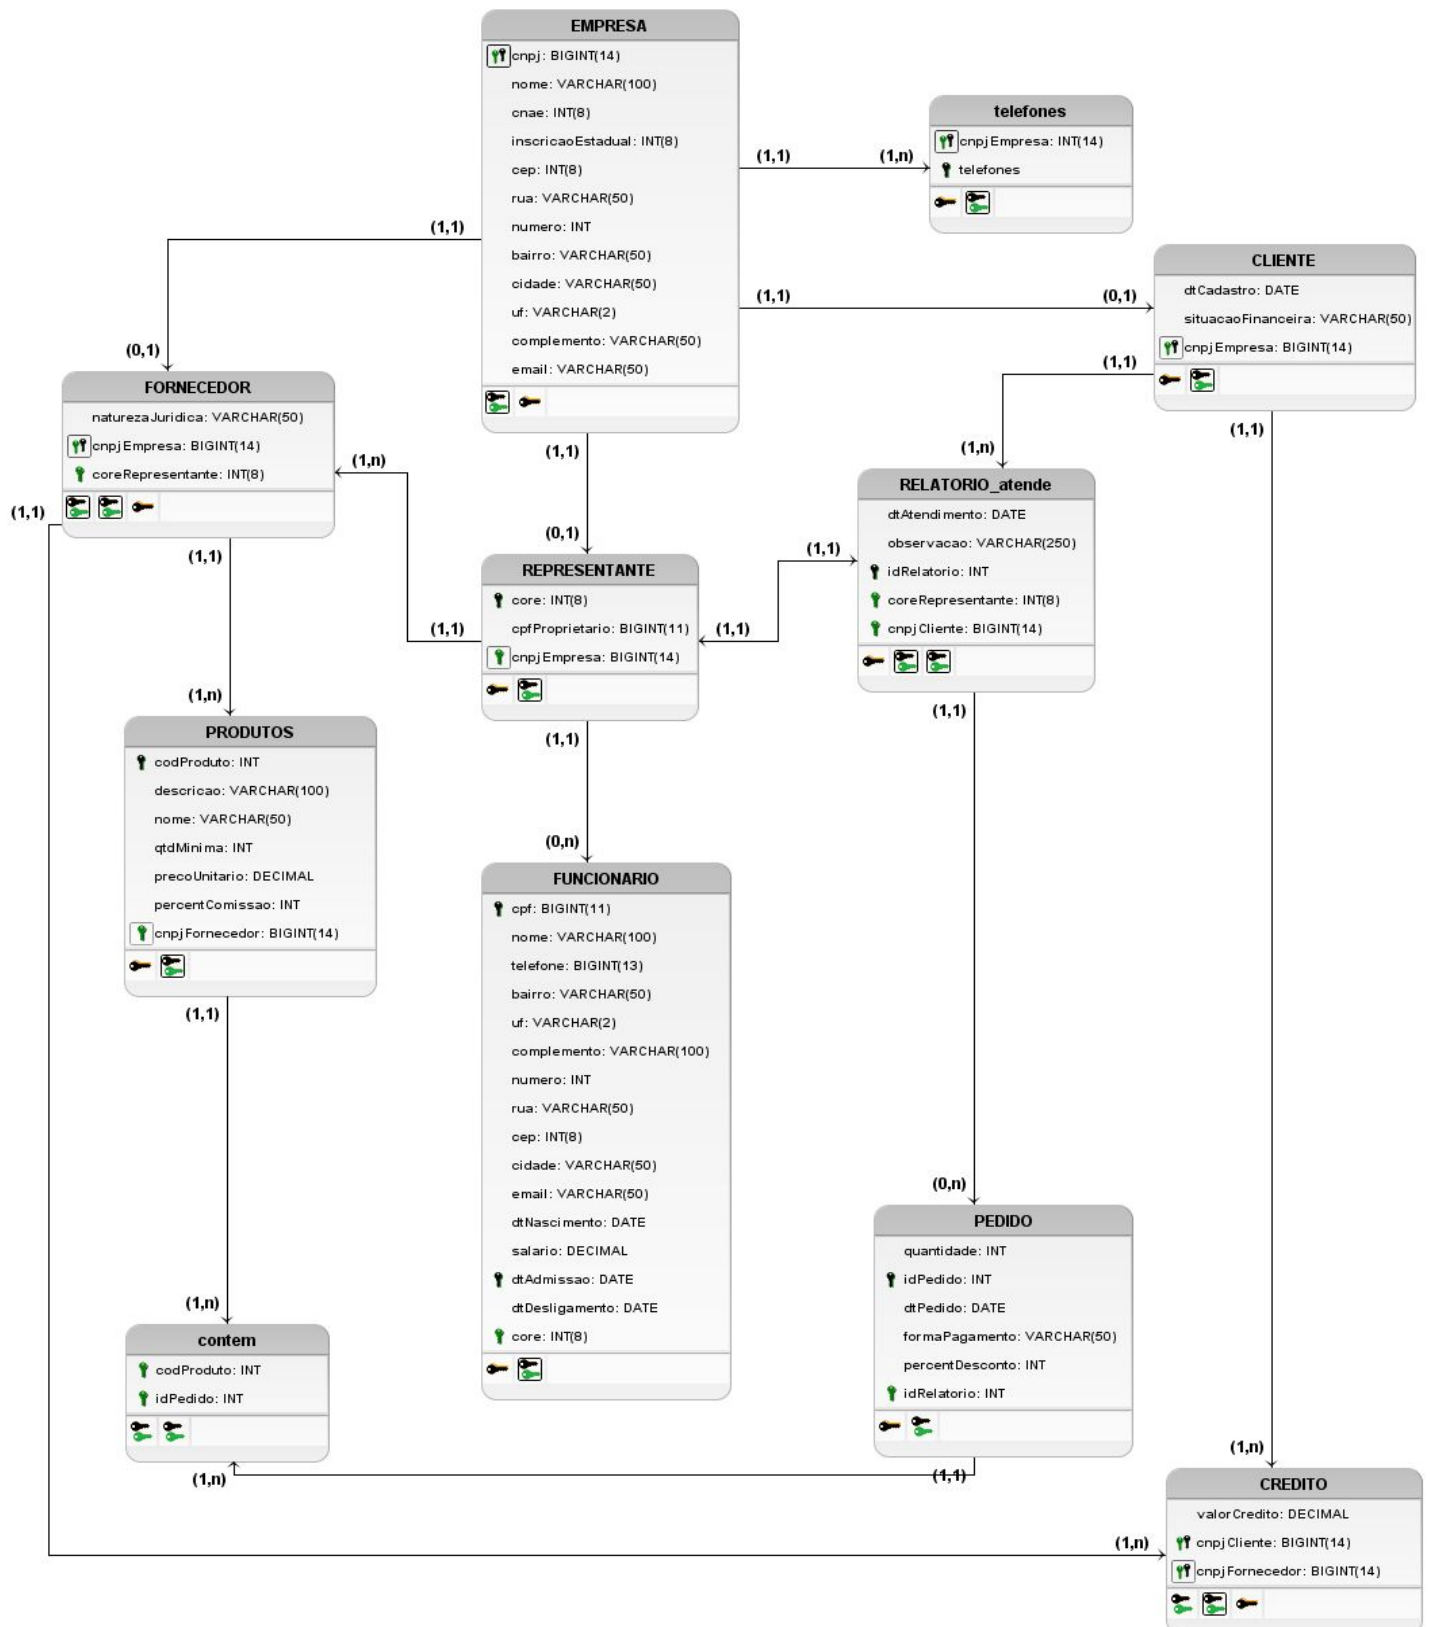 EMPRESA
cnpj: BIGINT(14)
nome: VARCHAR(100)
cnae: INT(8)
inscricaoEstadual: INT(8)
cep: INT(8)
rua: VARCHAR(50)
numero: INT
bairro: VARCHAR(50)
cidade: VARCHAR(50)
uf: VARCHAR(2)
complemento: VARCHAR(50)
email: VARCHAR(50)
(1,1)
(1,n)
telefones
cnpjEmpresa: INT(14)
telefones
(1,1)
(0,1)
CLIENTE
dtCadastro: DATE
situacaoFinanceira: VARCHAR(50)
cnpjEmpresa: BIGINT(14)
(1,1)
(0,1)
FORNECEDOR
naturezaJuridica: VARCHAR(50)
cnpjEmpresa: BIGINT(14)
coreRepresentante: INT(8)
(1,1)
(1,1)
(1,n)
(1,1)
(0,1)
REPRESENTANTE
core: INT(8)
cpfProprietario: BIGINT(11)
cnpjEmpresa: BIGINT(14)
(1,1)
(1,1)
(1,1)
(1,1)
(1,n)
RELATORIO_atende
dtAtendimento: DATE
observacao: VARCHAR(250)
idRelatorio: INT
coreRepresentante: INT(8)
cnpjCliente: BIGINT(14)
(1,1)
(1,1)
(1,n)
PRODUTOS
codProduto: INT
descricao: VARCHAR(100)
nome: VARCHAR(50)
qtdMinima: INT
precoUnitario: DECIMAL
percentComissao: INT
cnpjFornecedor: BIGINT(14)
(1,1)
(1,1)
(0,n)
FUNCIONARIO
cpf: BIGINT(11)
nome: VARCHAR(100)
telefone: BIGINT(13)
bairro: VARCHAR(50)
uf: VARCHAR(2)
complemento: VARCHAR(100)
numero: INT
rua: VARCHAR(50)
cep: INT(8)
cidade: VARCHAR(50)
email: VARCHAR(50)
dtNascimento: DATE
salario: DECIMAL
dtAdmissao: DATE
dtDesligamento: DATE
core: INT(8)
(0,n)
PEDIDO
quantidade: INT
idPedido: INT
dtPedido: DATE
formaPagamento: VARCHAR(50)
percentDesconto: INT
idRelatorio: INT
(1,n)
contem
codProduto: INT
idPedido: INT
(1,n)
(1,1)
(1,n)
(1,n)
CREDITO
valorCredito: DECIMAL
cnpjCliente: BIGINT(14)
cnpjFornecedor: BIGINT(14)